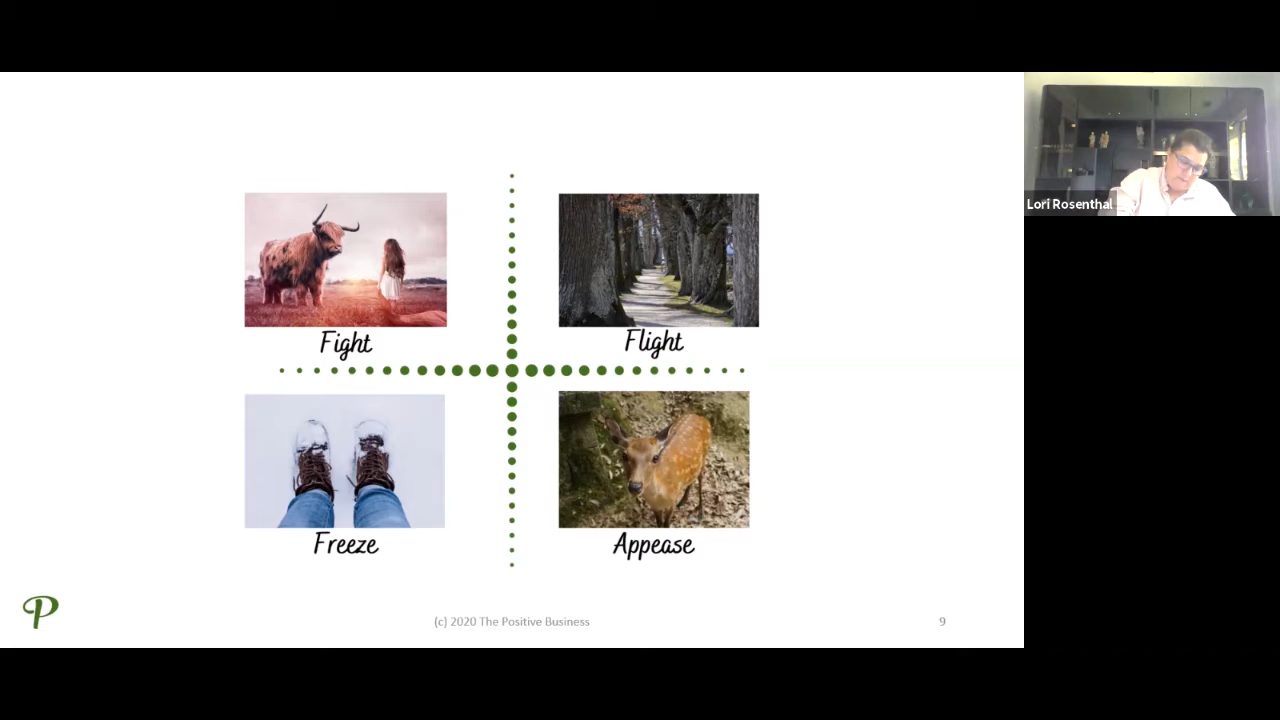 Lori Rosenthal
Fight
Flight
Freeze
Appease
P
(c) 2020 The Positive Business
9